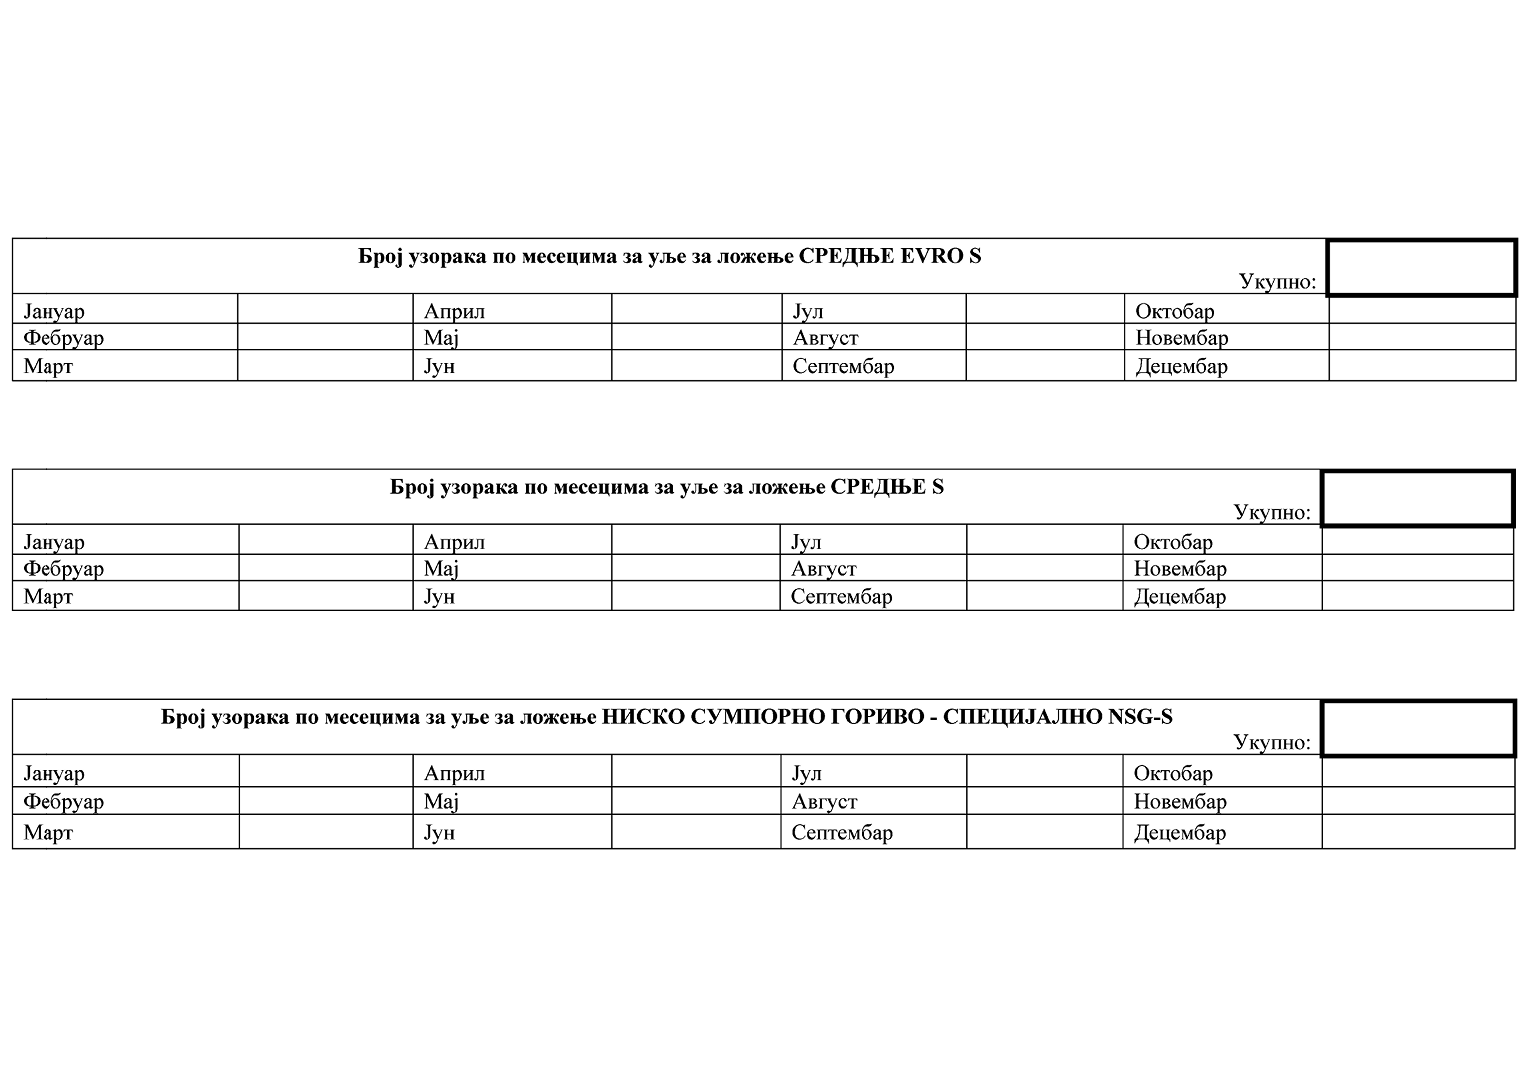 Број узорака по месецима за уље за ложење СРЕДЊЕ EVRO S
Укупно:
Јануар Април Јул Октобар
Фебруар Мај Август Новембар
Март Јун Септембар Децембар
Број узорака по месецима за уље за ложење СРЕДЊЕ S
Укупно:
Јануар Април Јул Октобар
Фебруар Мај Август Новембар
Март Јун Септембар Децембар
Број узорака по месецима за уље за ложење НИСКО СУМПОРНО ГОРИВО - СПЕЦИЈАЛНО NSG-S
Укупно:
Јануар Април Јул Октобар
Фебруар Мај Август Новембар
Март Јун Септембар Децембар